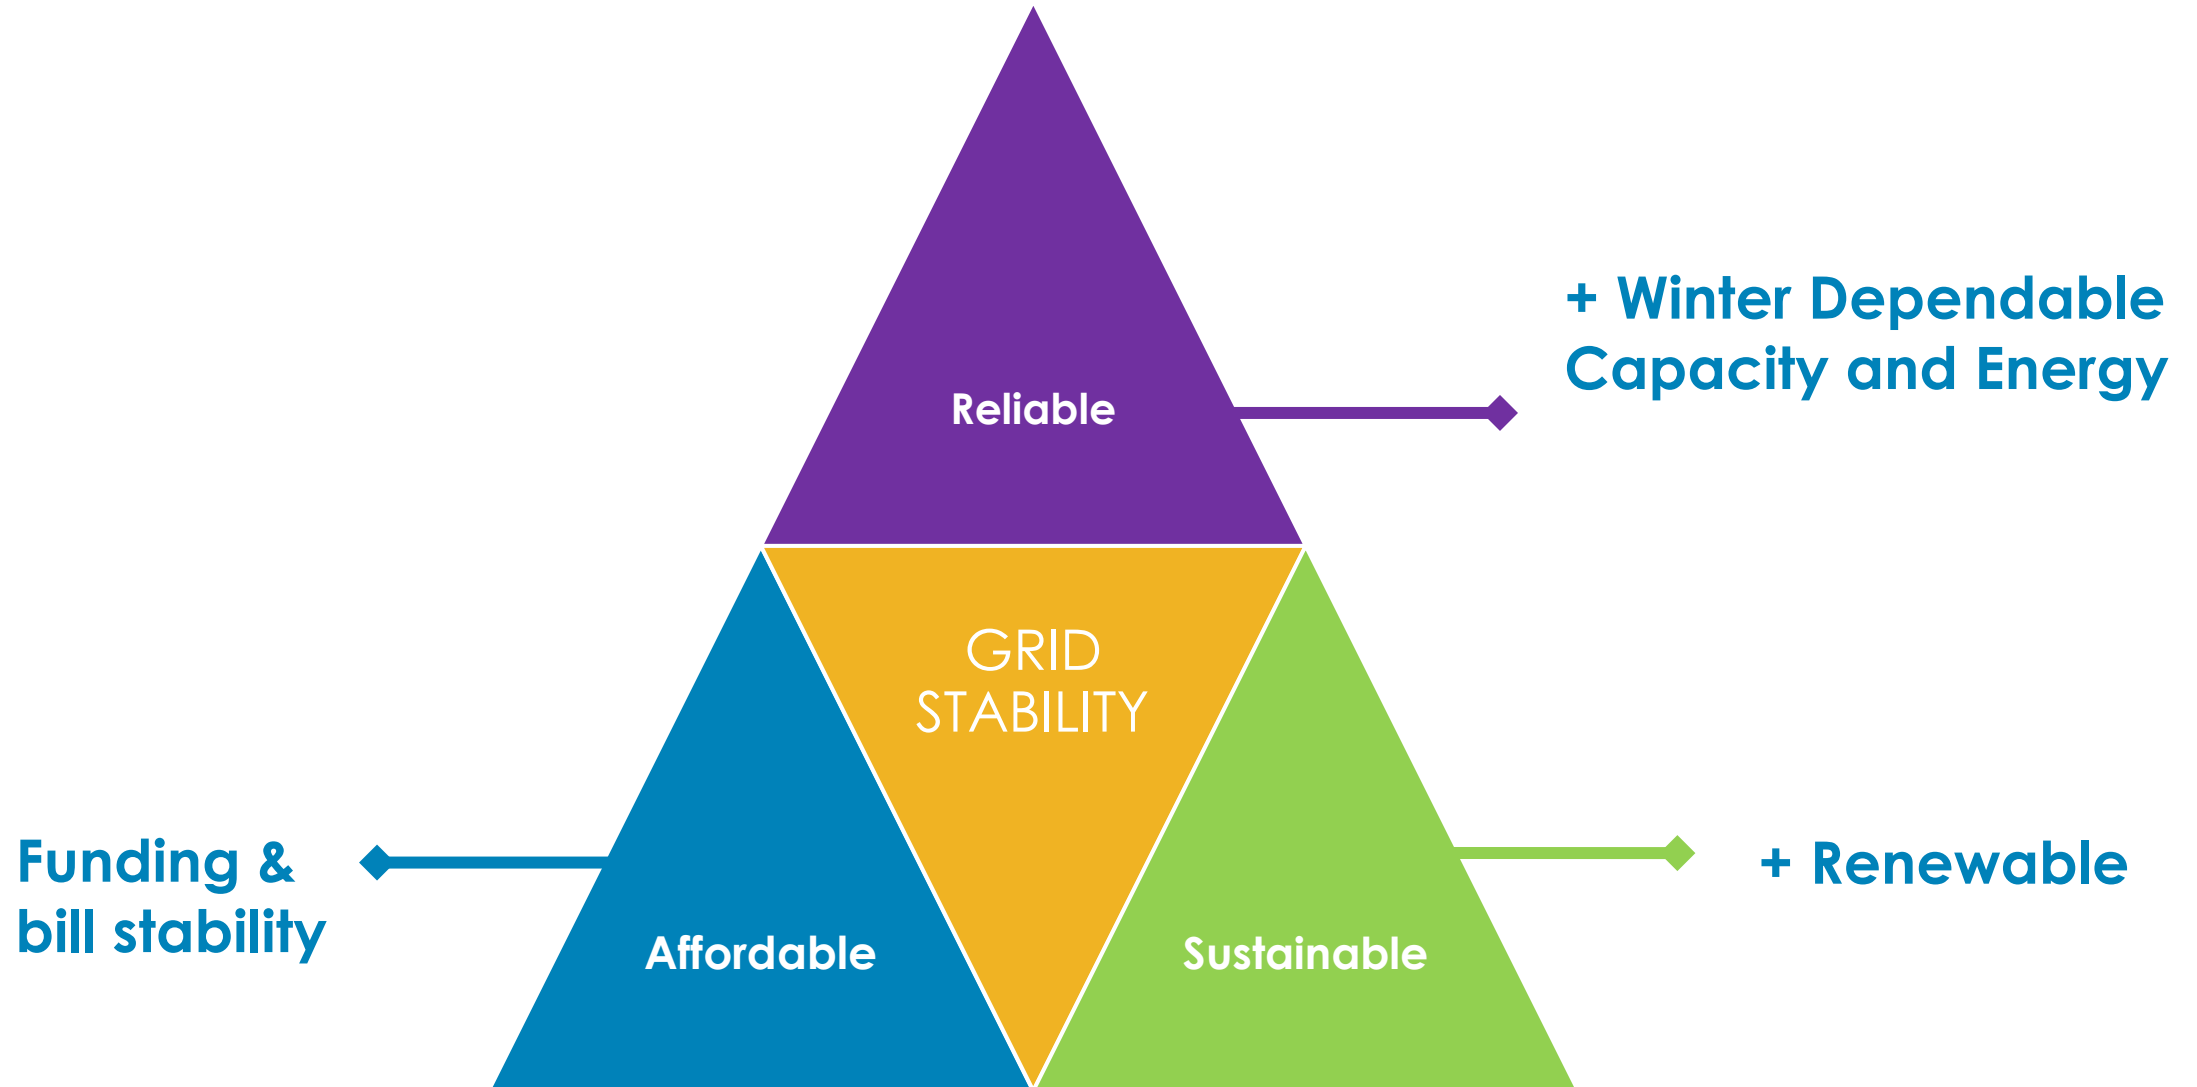 + Winter Dependable
Capacity and Energy
Reliable
GRID
STABILITY
Funding &
bill stability
+ Renewable
Affordable
Sustainable